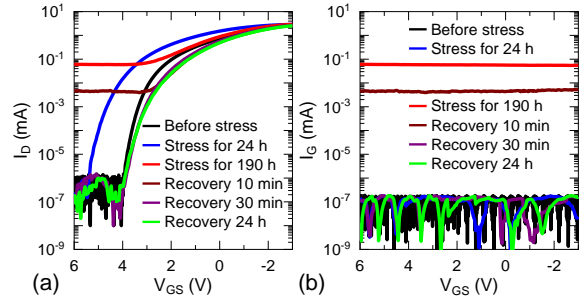 10^1
10^-1
10^-3
10^-5
10^-7
10^-9
I_D (mA)
Before stress
Stress for 24 h
Stress for 190 h
Recovery 10 min
Recovery 30 min
Recovery 24 h
6 4 2 0 -2
V_GS (V)
(a)
10^1
10^-1
10^-3
10^-5
10^-7
10^-9
I_G (mA)
Before stress
Stress for 24 h
Stress for 190 h
Recovery 10 min
Recovery 30 min
Recovery 24 h
6 4 2 0 -2
V_GS (V)
(b)